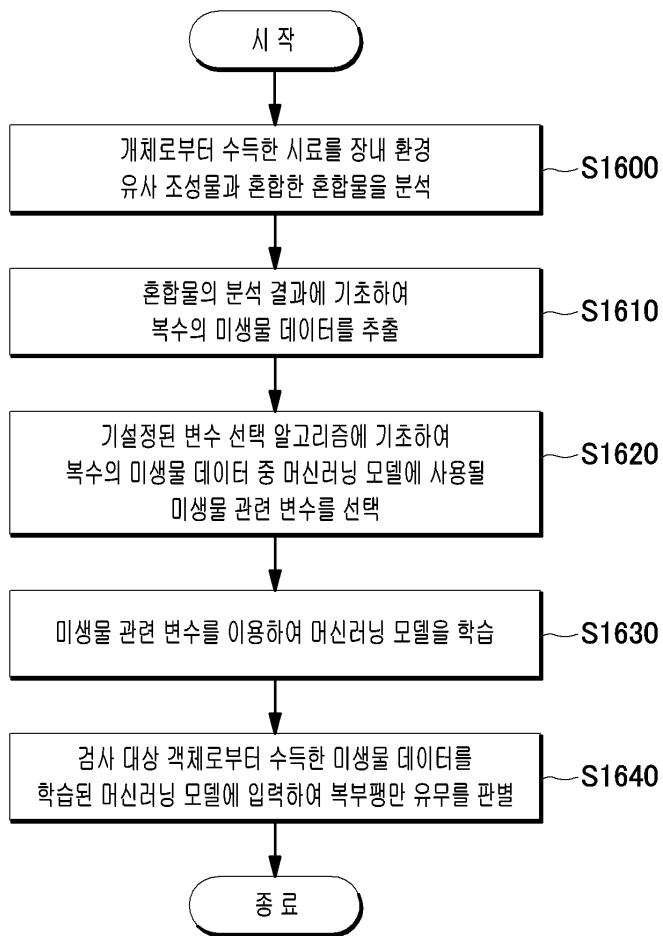 시 작
개체로부터 수득한 시료를 장내 환경
유사 조성물과 혼합한 혼합물을 분석
S1600
혼합물의 분석 결과에 기초하여
복수의 미생물 데이터를 추출
S1610
기설정된 변수 선택 알고리즘에 기초하여
복수의 미생물 데이터 중 머신러닝 모델에 사용될
미생물 관련 변수를 선택
S1620
미생물 관련 변수를 이용하여 머신러닝 모델을 학습
S1630
검사 대상 객체로부터 수득한 미생물 데이터를
학습된 머신러닝 모델에 입력하여 복부팽만 유무를 판별
S1640
종 료